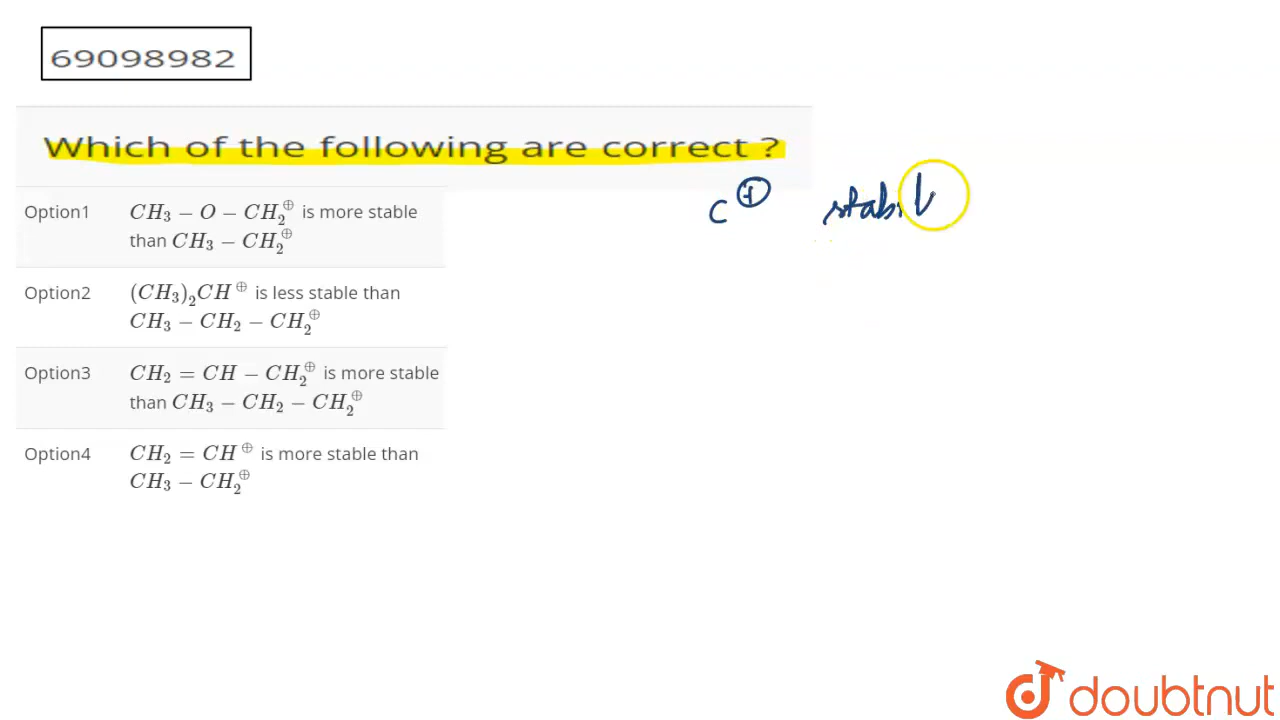 69098982
Which of the following are correct ?
Option1 CH₃ − O − CH₂⊕ is more stable
than CH₃ − CH₂⊕
C⊕ stabil
Option2 (CH₃)₂CH⊕ is less stable than
CH₃ − CH₂ − CH₂⊕
Option3 CH₂ = CH − CH₂⊕ is more stable
than CH₃ − CH₂ − CH₂⊕
Option4 CH₂ = CH⊕ is more stable than
CH₃ − CH₂⊕
doubtnut